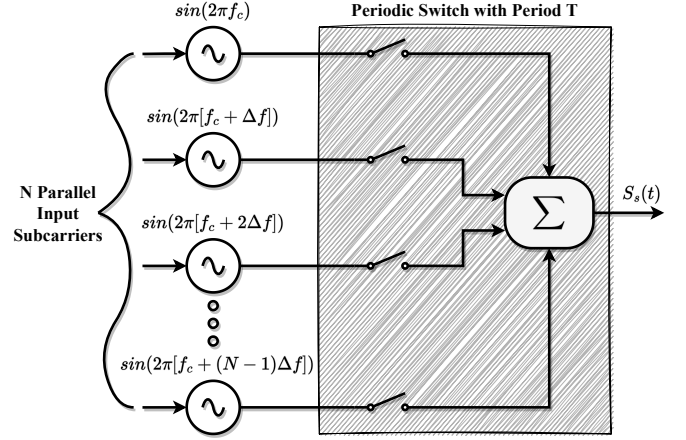 sin(2πf_c)
Periodic Switch with Period T
sin(2π[f_c + Δf])
N Parallel
Input
Subcarriers
sin(2π[f_c + 2Δf])
∑
S_s(t)
sin(2π[f_c + (N − 1)Δf])